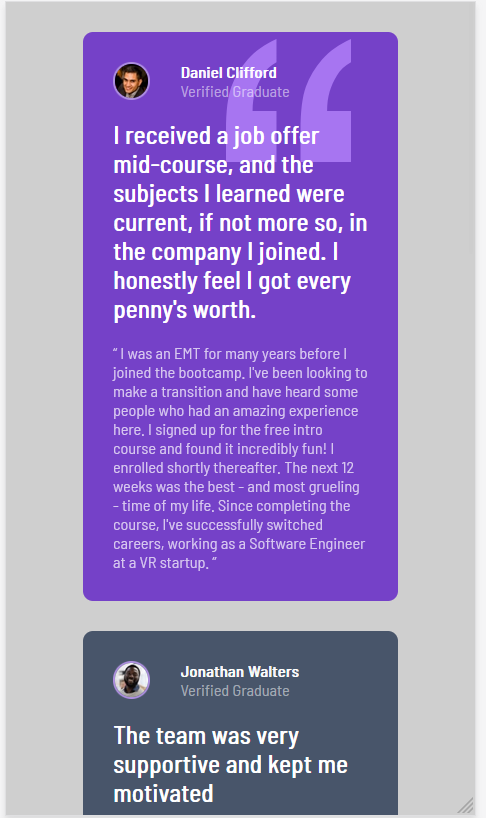 Daniel Clifford
Verified Graduate
I received a job offer
mid-course, and the
subjects I learned were
current, if not more so, in
the company I joined. I
honestly feel I got every
penny's worth.
“ I was an EMT for many years before I
joined the bootcamp. I've been looking to
make a transition and have heard some
people who had an amazing experience
here. I signed up for the free intro
course and found it incredibly fun! I
enrolled shortly thereafter. The next 12
weeks was the best - and most grueling
- time of my life. Since completing the
course, I've successfully switched
careers, working as a Software Engineer
at a VR startup. ”
Jonathan Walters
Verified Graduate
The team was very
supportive and kept me
motivated